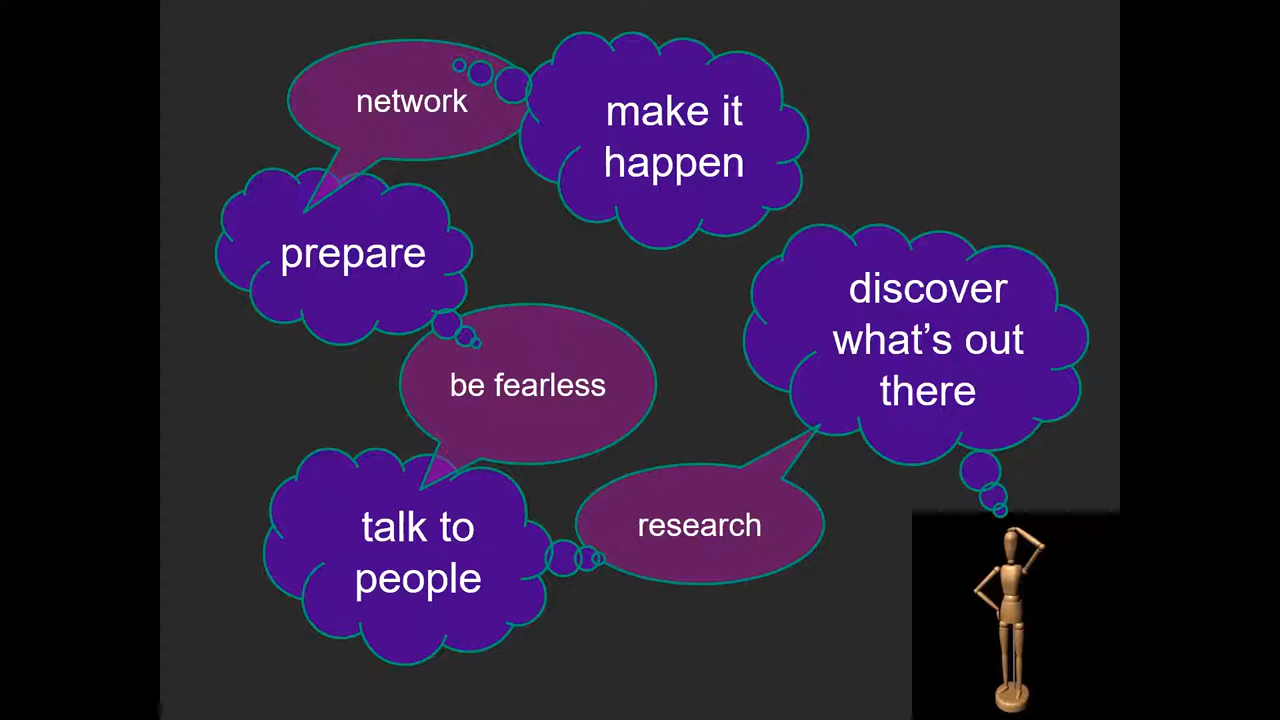 network
make it
happen
prepare
discover
what’s out
there
be fearless
talk to
people
research